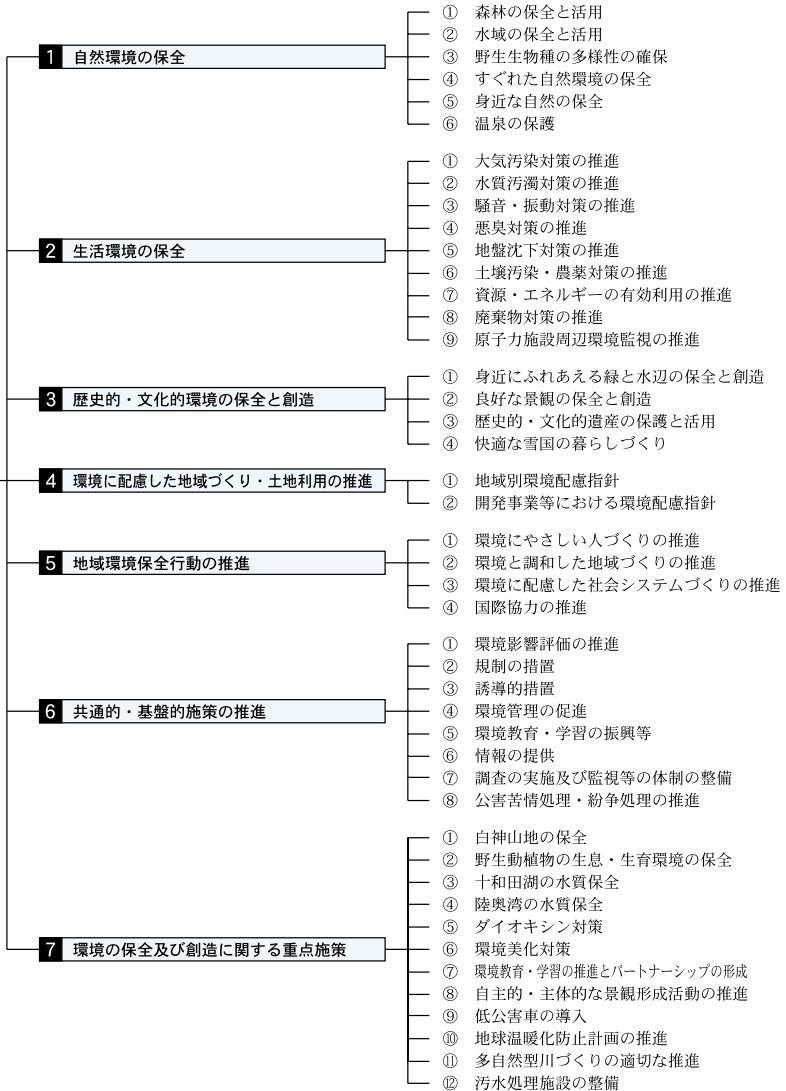 1 自然環境の保全
① 森林の保全と活用
② 水域の保全と活用
③ 野生生物種の多様性の確保
④ すぐれた自然環境の保全
⑤ 身近な自然の保全
⑥ 温泉の保護
2 生活環境の保全
① 大気汚染対策の推進
② 水質汚濁対策の推進
③ 騒音・振動対策の推進
④ 悪臭対策の推進
⑤ 地盤沈下対策の推進
⑥ 土壌汚染・農薬対策の推進
⑦ 資源・エネルギーの有効利用の推進
⑧ 廃棄物対策の推進
⑨ 原子力施設周辺環境監視の推進
3 歴史的・文化的環境の保全と創造
① 身近にふれあえる緑と水辺の保全と創造
② 良好な景観の保全と創造
③ 歴史的・文化的遺産の保護と活用
④ 快適な雪国の暮らしづくり
4 環境に配慮した地域づくり・土地利用の推進
① 地域別環境配慮指針
② 開発事業等における環境配慮指針
5 地域環境保全行動の推進
① 環境にやさしい人づくりの推進
② 環境と調和した地域づくりの推進
③ 環境に配慮した社会システムづくりの推進
④ 国際協力の推進
6 共通的・基盤的施策の推進
① 環境影響評価の推進
② 規制の措置
③ 誘導的措置
④ 環境管理の促進
⑤ 環境教育・学習の振興等
⑥ 情報の提供
⑦ 調査の実施及び監視等の体制の整備
⑧ 公害苦情処理・紛争処理の推進
7 環境の保全及び創造に関する重点施策
① 白神山地の保全
② 野生動植物の生息・生育環境の保全
③ 十和田湖の水質保全
④ 陸奥湾の水質保全
⑤ ダイオキシン対策
⑥ 環境美化対策
⑦ 環境教育・学習の推進とパートナーシップの形成
⑧ 自主的・主体的な景観形成活動の推進
⑨ 低公害車の導入
⑩ 地球温暖化防止計画の推進
⑪ 多自然型川づくりの適切な推進
⑫ 汚水処理施設の整備